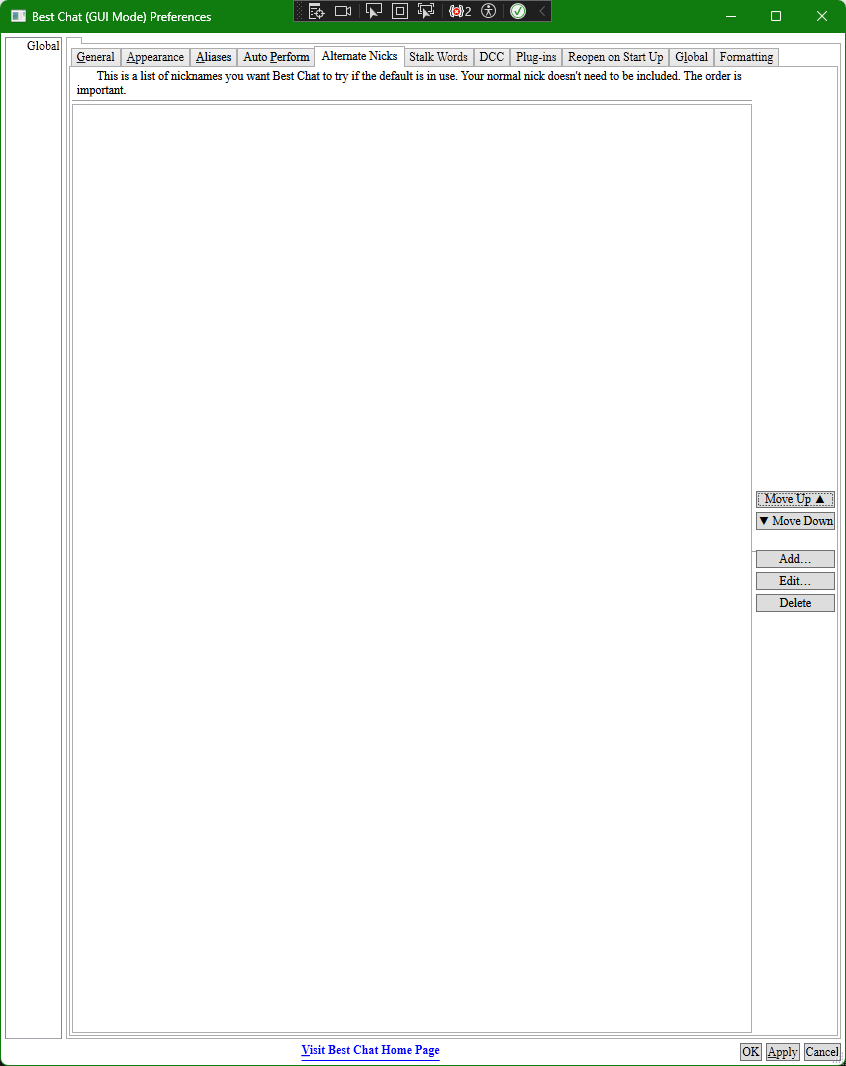 Best Chat (GUI Mode) Preferences
2
Global
General Appearance Aliases Auto Perform Alternate Nicks Stalk Words DCC Plug-ins Reopen on Start Up Global Formatting
This is a list of nicknames you want Best Chat to try if the default is in use. Your normal nick doesn't need to be included. The order is
important.
Move Up ▲
▼ Move Down
Add…
Edit…
Delete
Visit Best Chat Home Page
OK Apply Cancel